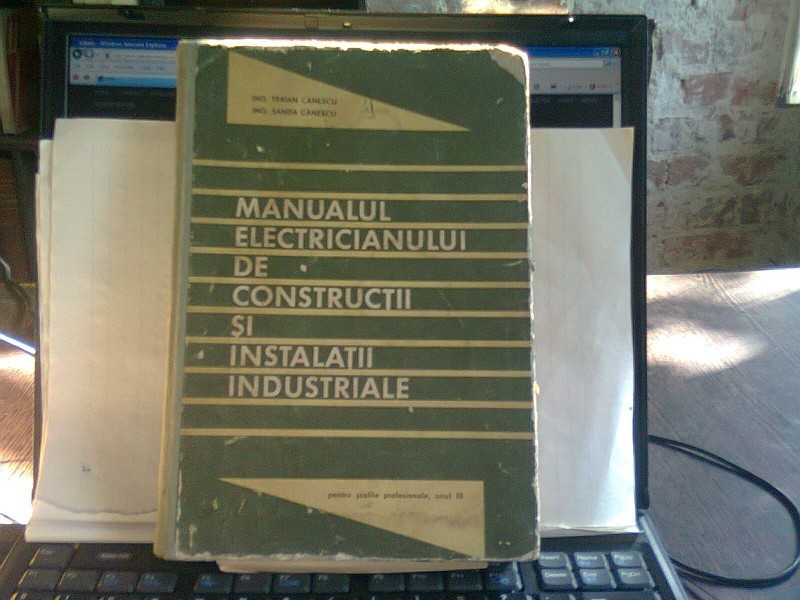 ING. TRAIAN CANESCU
ING. SANDA CANESCU
MANUALUL
ELECTRICIANULUI
DE
CONSTRUCȚII
ȘI
INSTALAȚII
INDUSTRIALE
pentru școlile profesionale, anul III